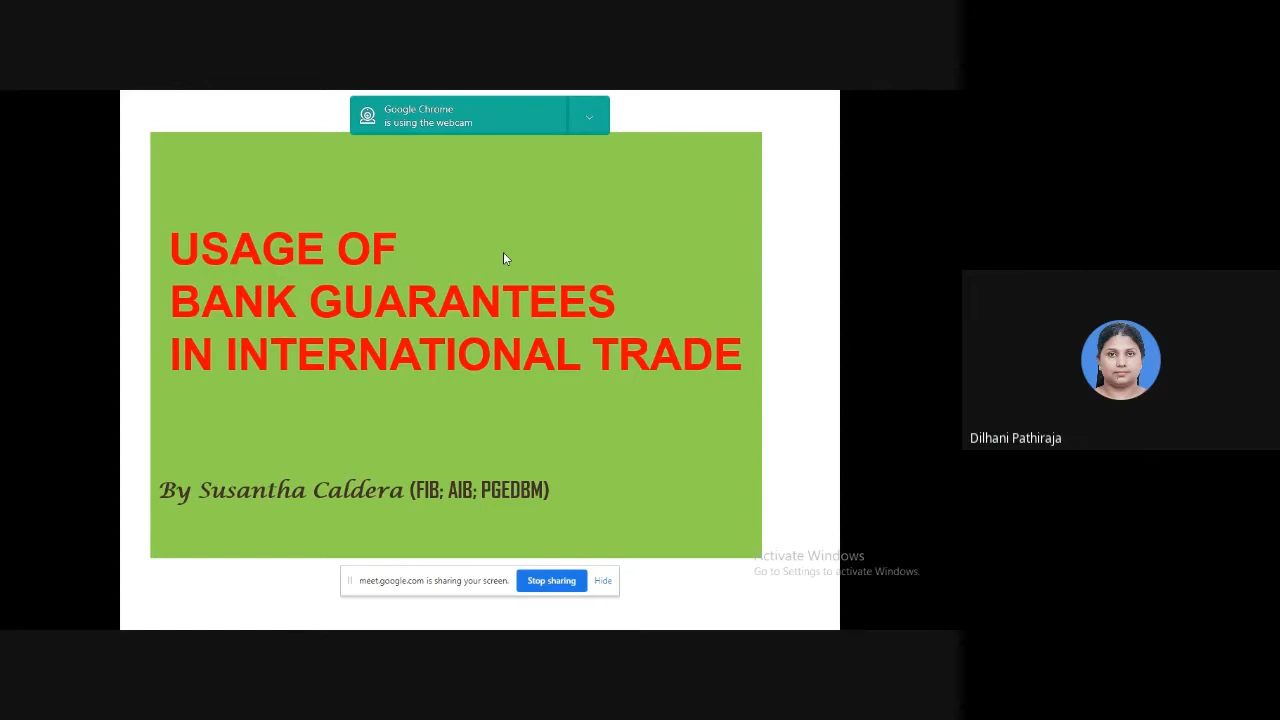 Google Chrome
is using the webcam
USAGE OF
BANK GUARANTEES
IN INTERNATIONAL TRADE
By Susantha Caldera (FIB; AIB; PGEDBM)
Dilhani Pathiraja
Activate Windows
Go to Settings to activate Windows.
meet.google.com is sharing your screen.
Stop sharing
Hide